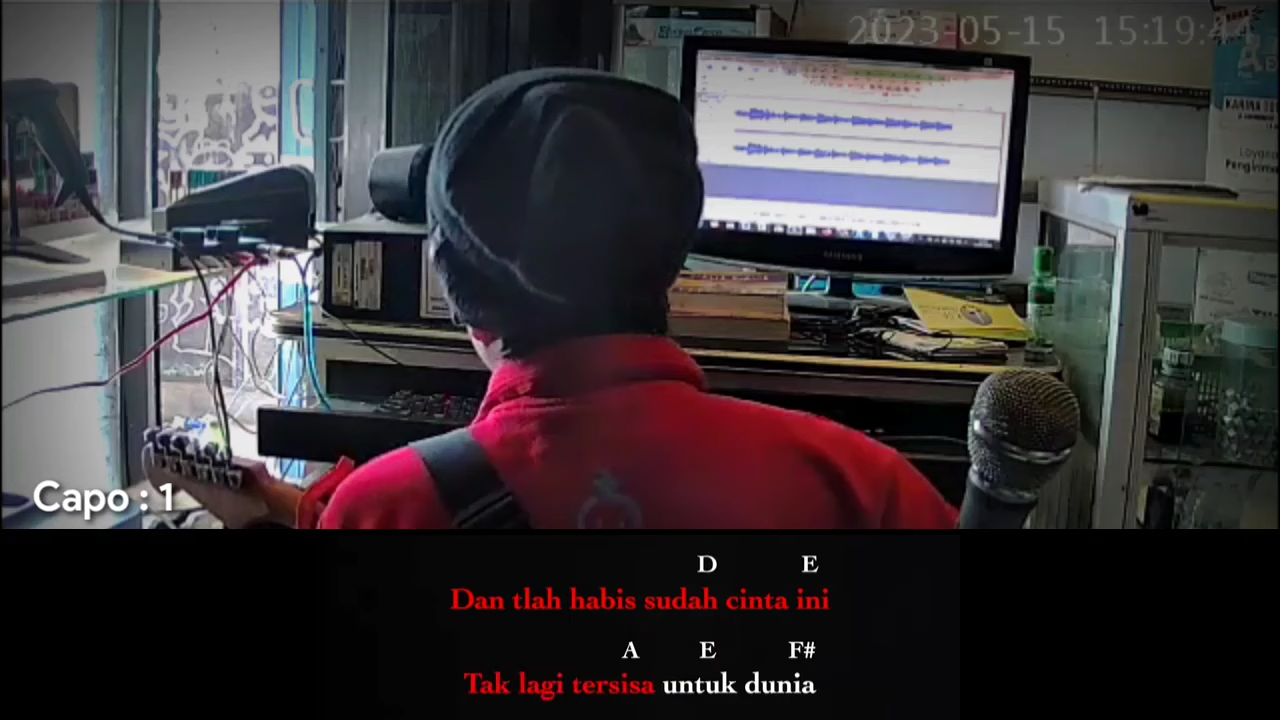 2023-05-15 15:19:44
SAMSUNG
Capo : 1
D E
Dan tlah habis sudah cinta ini
A E F#
Tak lagi tersisa untuk dunia